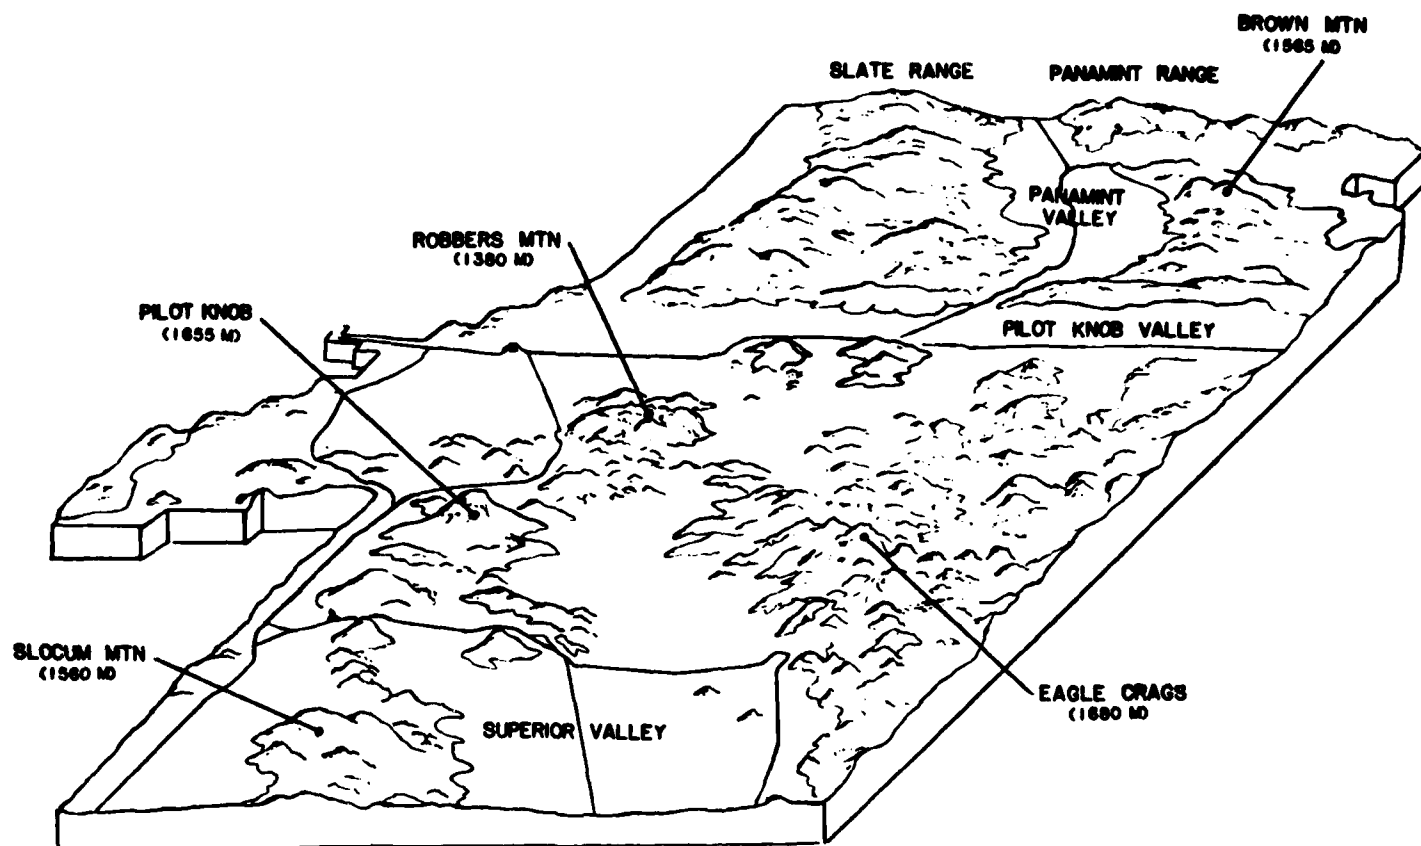 BROWN MTN
(1565 M)
SLATE RANGE
PANAMINT RANGE
PANAMINT
VALLEY
ROBBERS MTN
(1380 M)
PILOT KNOB
(1655 M)
PILOT KNOB VALLEY
SLOCUM MTN
(1560 M)
EAGLE CRAGS
(1680 M)
SUPERIOR VALLEY